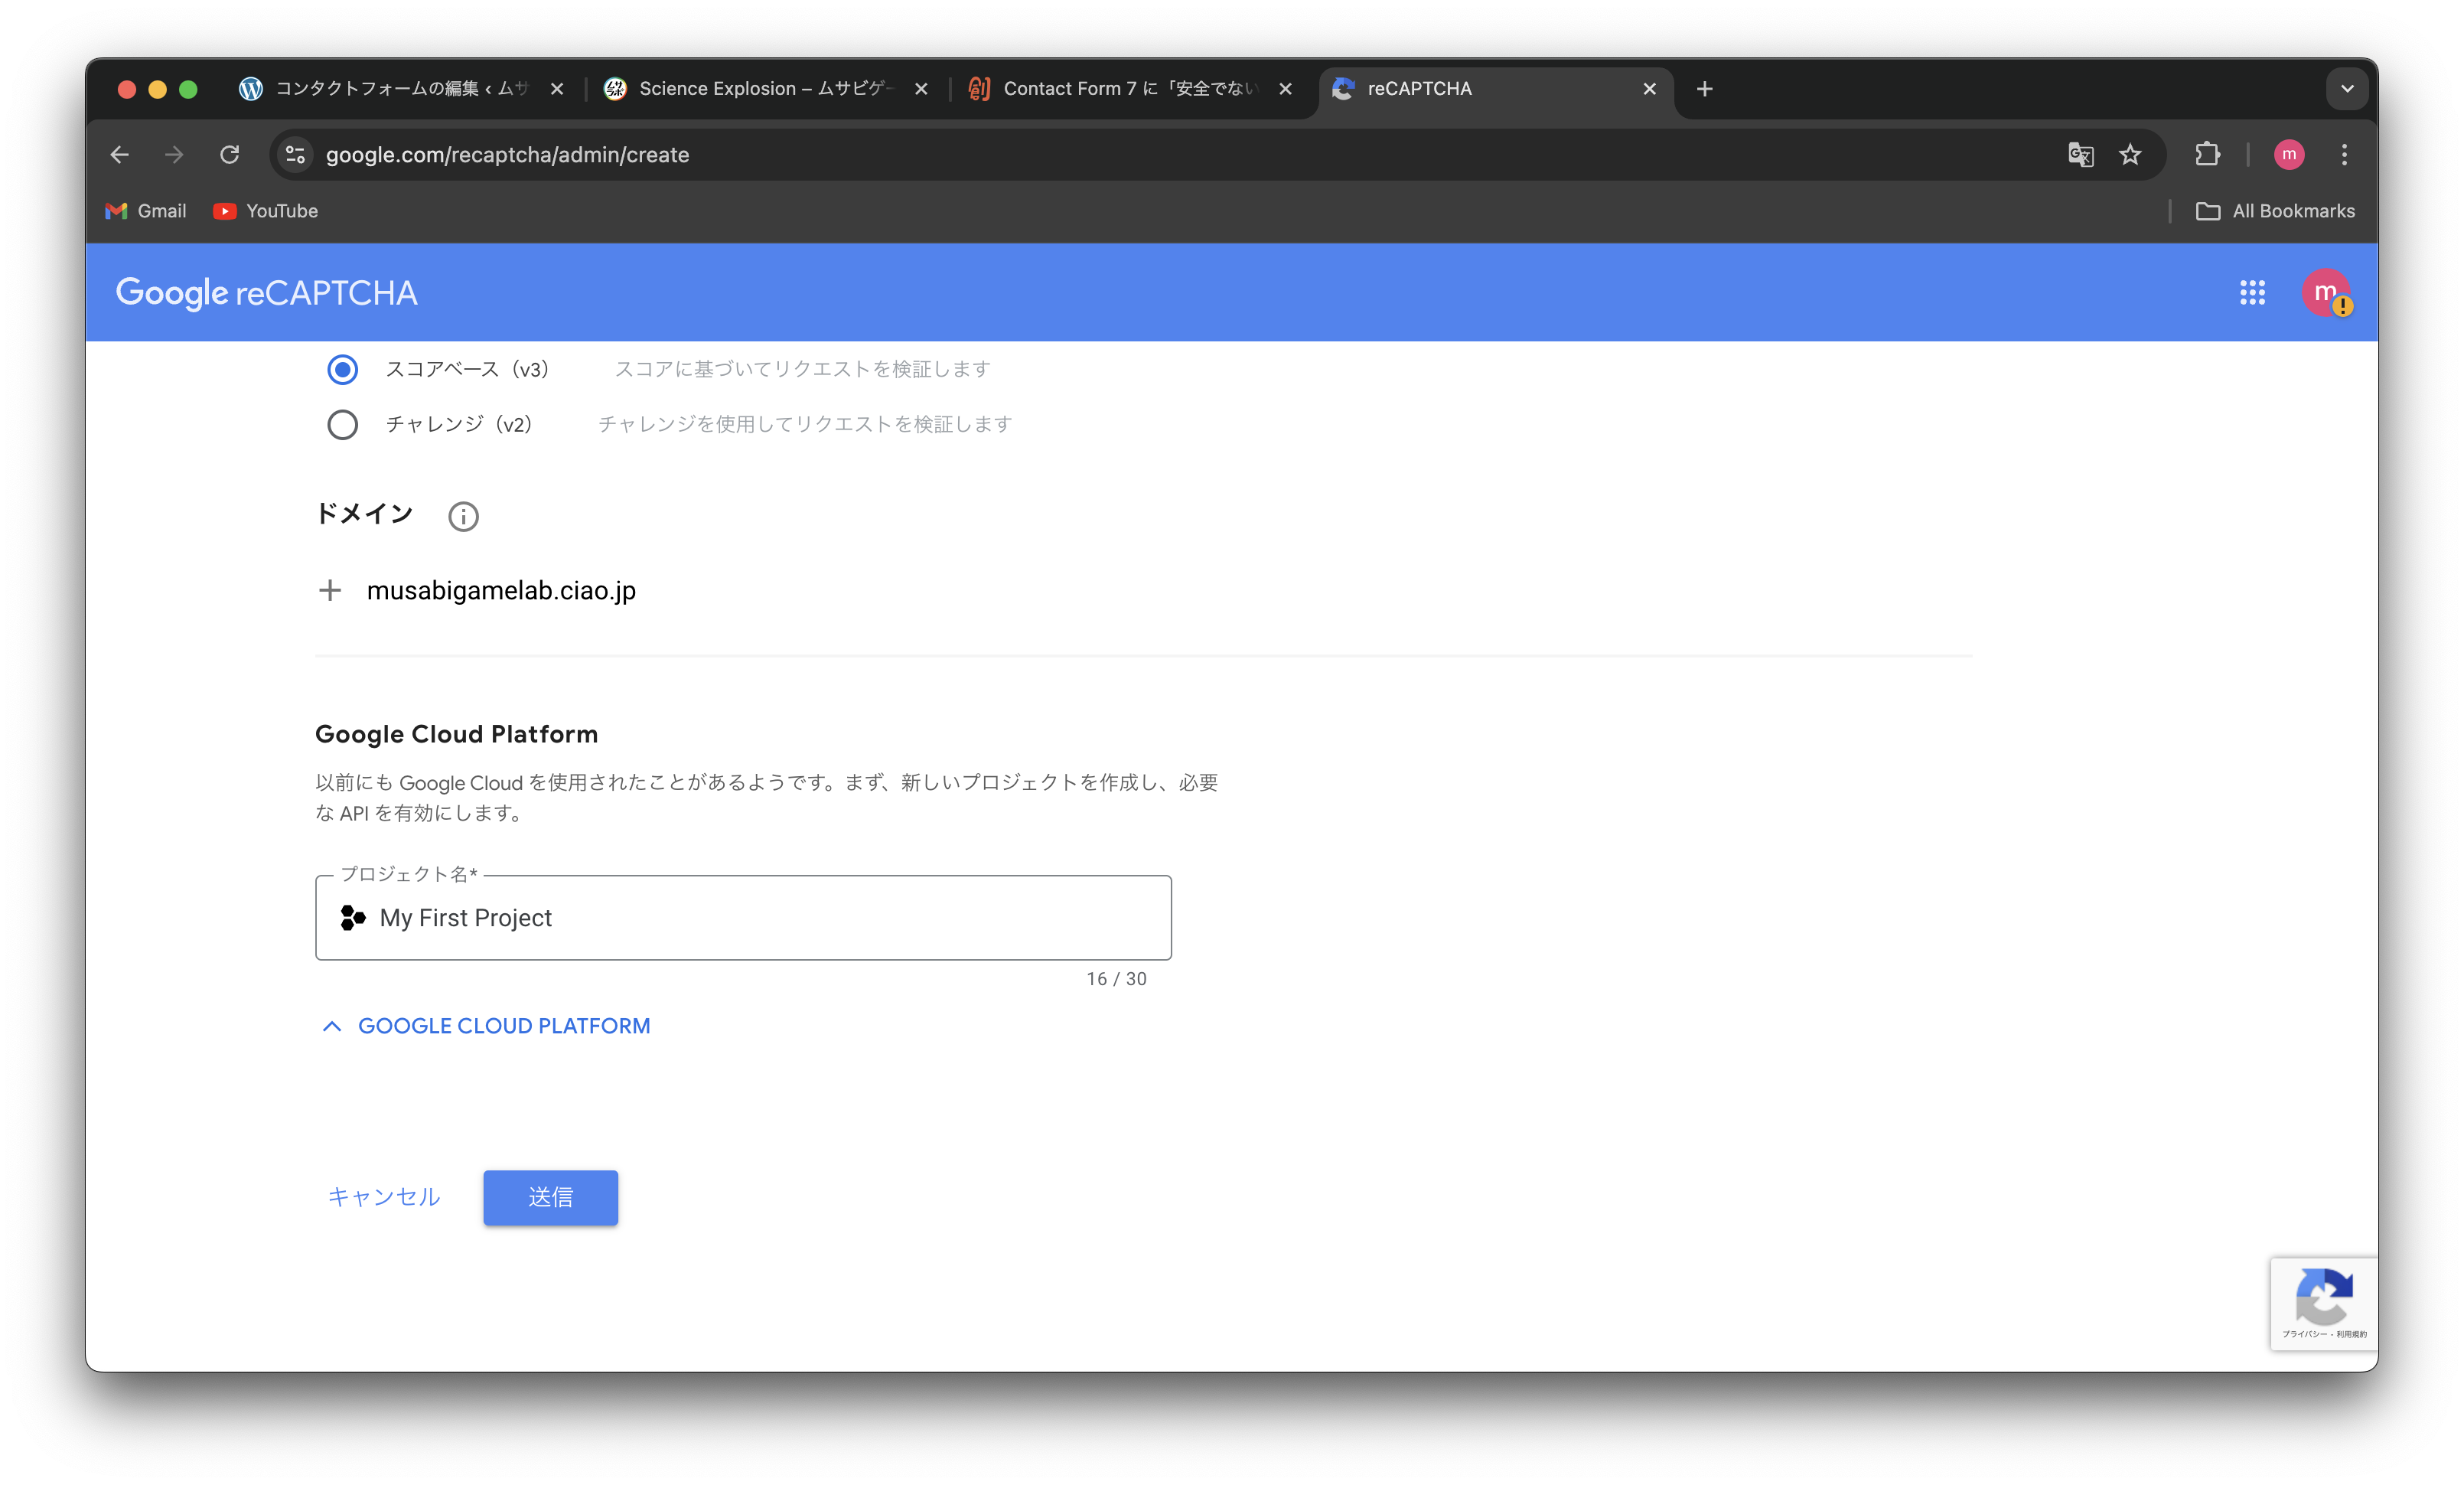 コンタクトフォームの編集 ‹ ムサ
Science Explosion – ムサビゲー
Contact Form 7 に「安全でない
reCAPTCHA
google.com/recaptcha/admin/create
m
Gmail
YouTube
All Bookmarks
Google reCAPTCHA
m
スコアベース（v3） スコアに基づいてリクエストを検証します
チャレンジ（v2） チャレンジを使用してリクエストを検証します
ドメイン
musabigamelab.ciao.jp
Google Cloud Platform
以前にも Google Cloud を使用されたことがあるようです。まず、新しいプロジェクトを作成し、必要
な API を有効にします。
プロジェクト名*
My First Project
16 / 30
GOOGLE CLOUD PLATFORM
キャンセル
送信
プライバシー - 利用規約